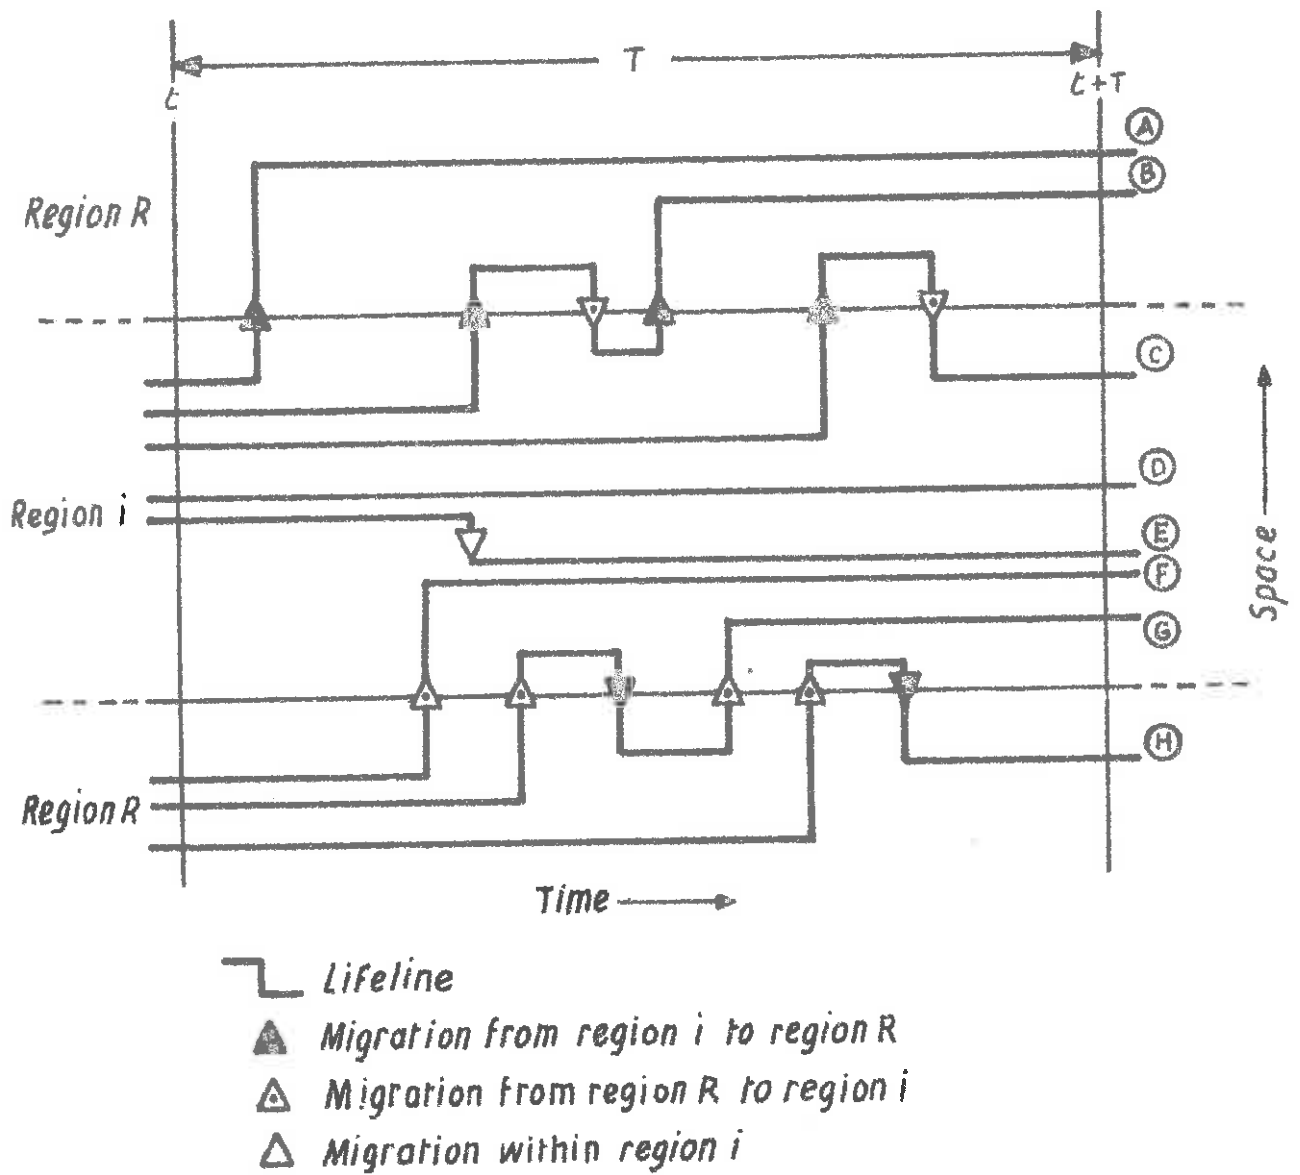 T
t
t+T
A
Region R
B
C
D
Region i
E
F
Space
G
H
Region R
Time
Lifeline
Migration from region i to region R
Migration from region R to region i
Migration within region i